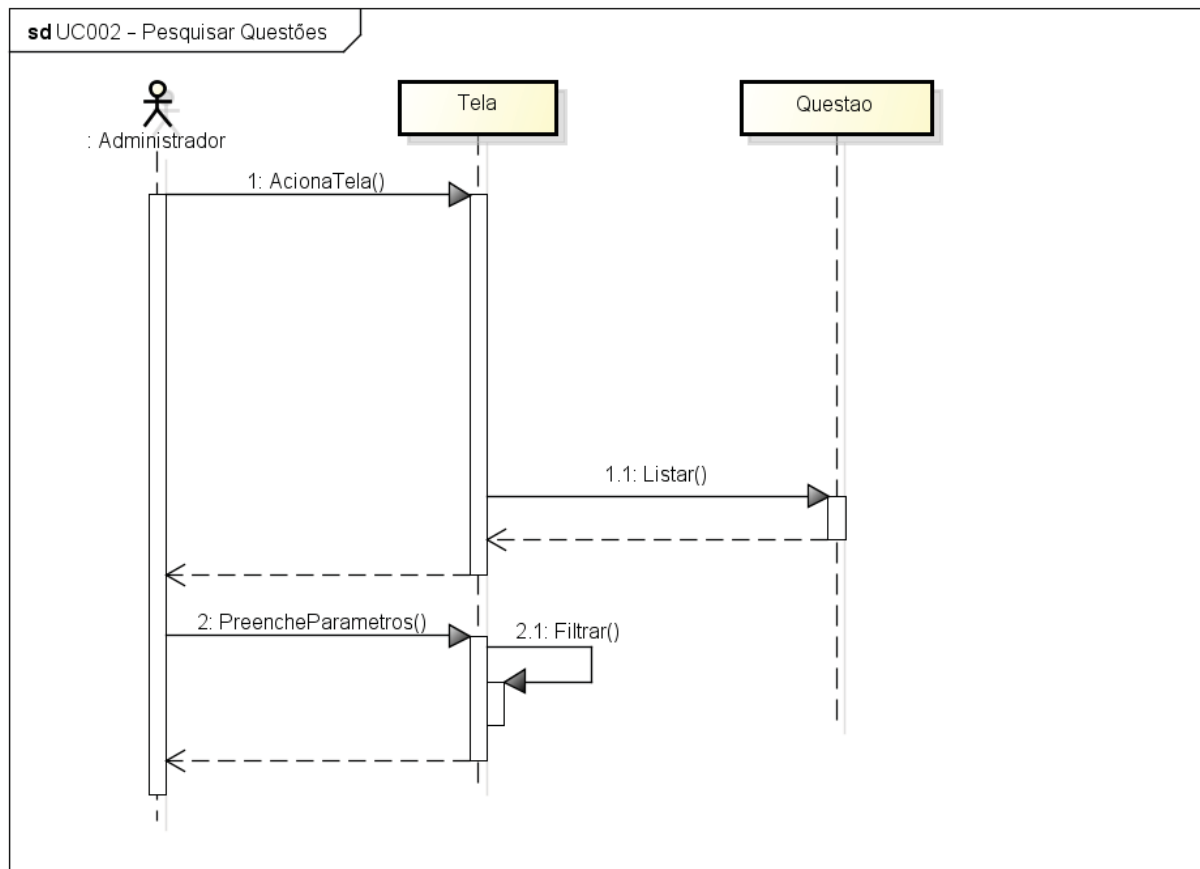 sd UC002 – Pesquisar Questões
Tela
Questao
: Administrador
1: AcionaTela()
1.1: Listar()
2: PreencheParametros()
2.1: Filtrar()